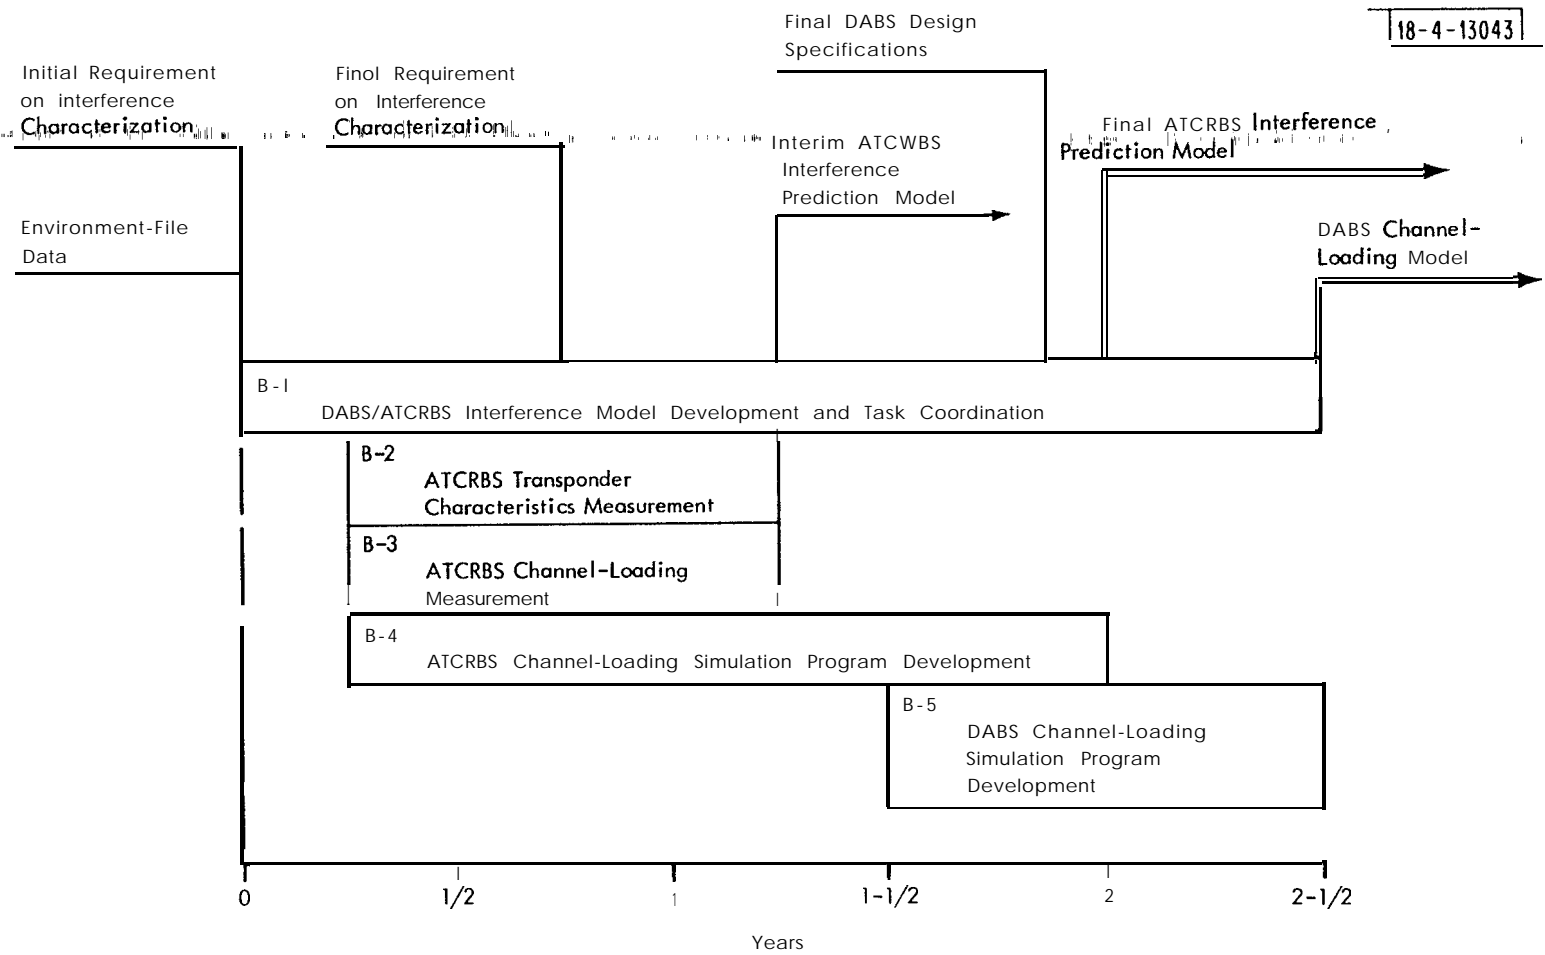 18-4-13043
Final DABS Design
Specifications
Initial Requirement
on interference
Characterization
Finol Requirement
on Interference
Characterization
Interim ATCWBS
Interference
Prediction Model
Final ATCRBS Interference
Prediction Model
Environment-File
Data
DABS Channel-
Loading Model
B-I
DABS/ATCRBS Interference Model Development and Task Coordination
B-2
ATCRBS Transponder
Characteristics Measurement
B-3
ATCRBS Channel-Loading
Measurement
B-4
ATCRBS Channel-Loading Simulation Program Development
B-5
DABS Channel-Loading
Simulation Program
Development
0 1/2 1 1-1/2 2 2-1/2
Years